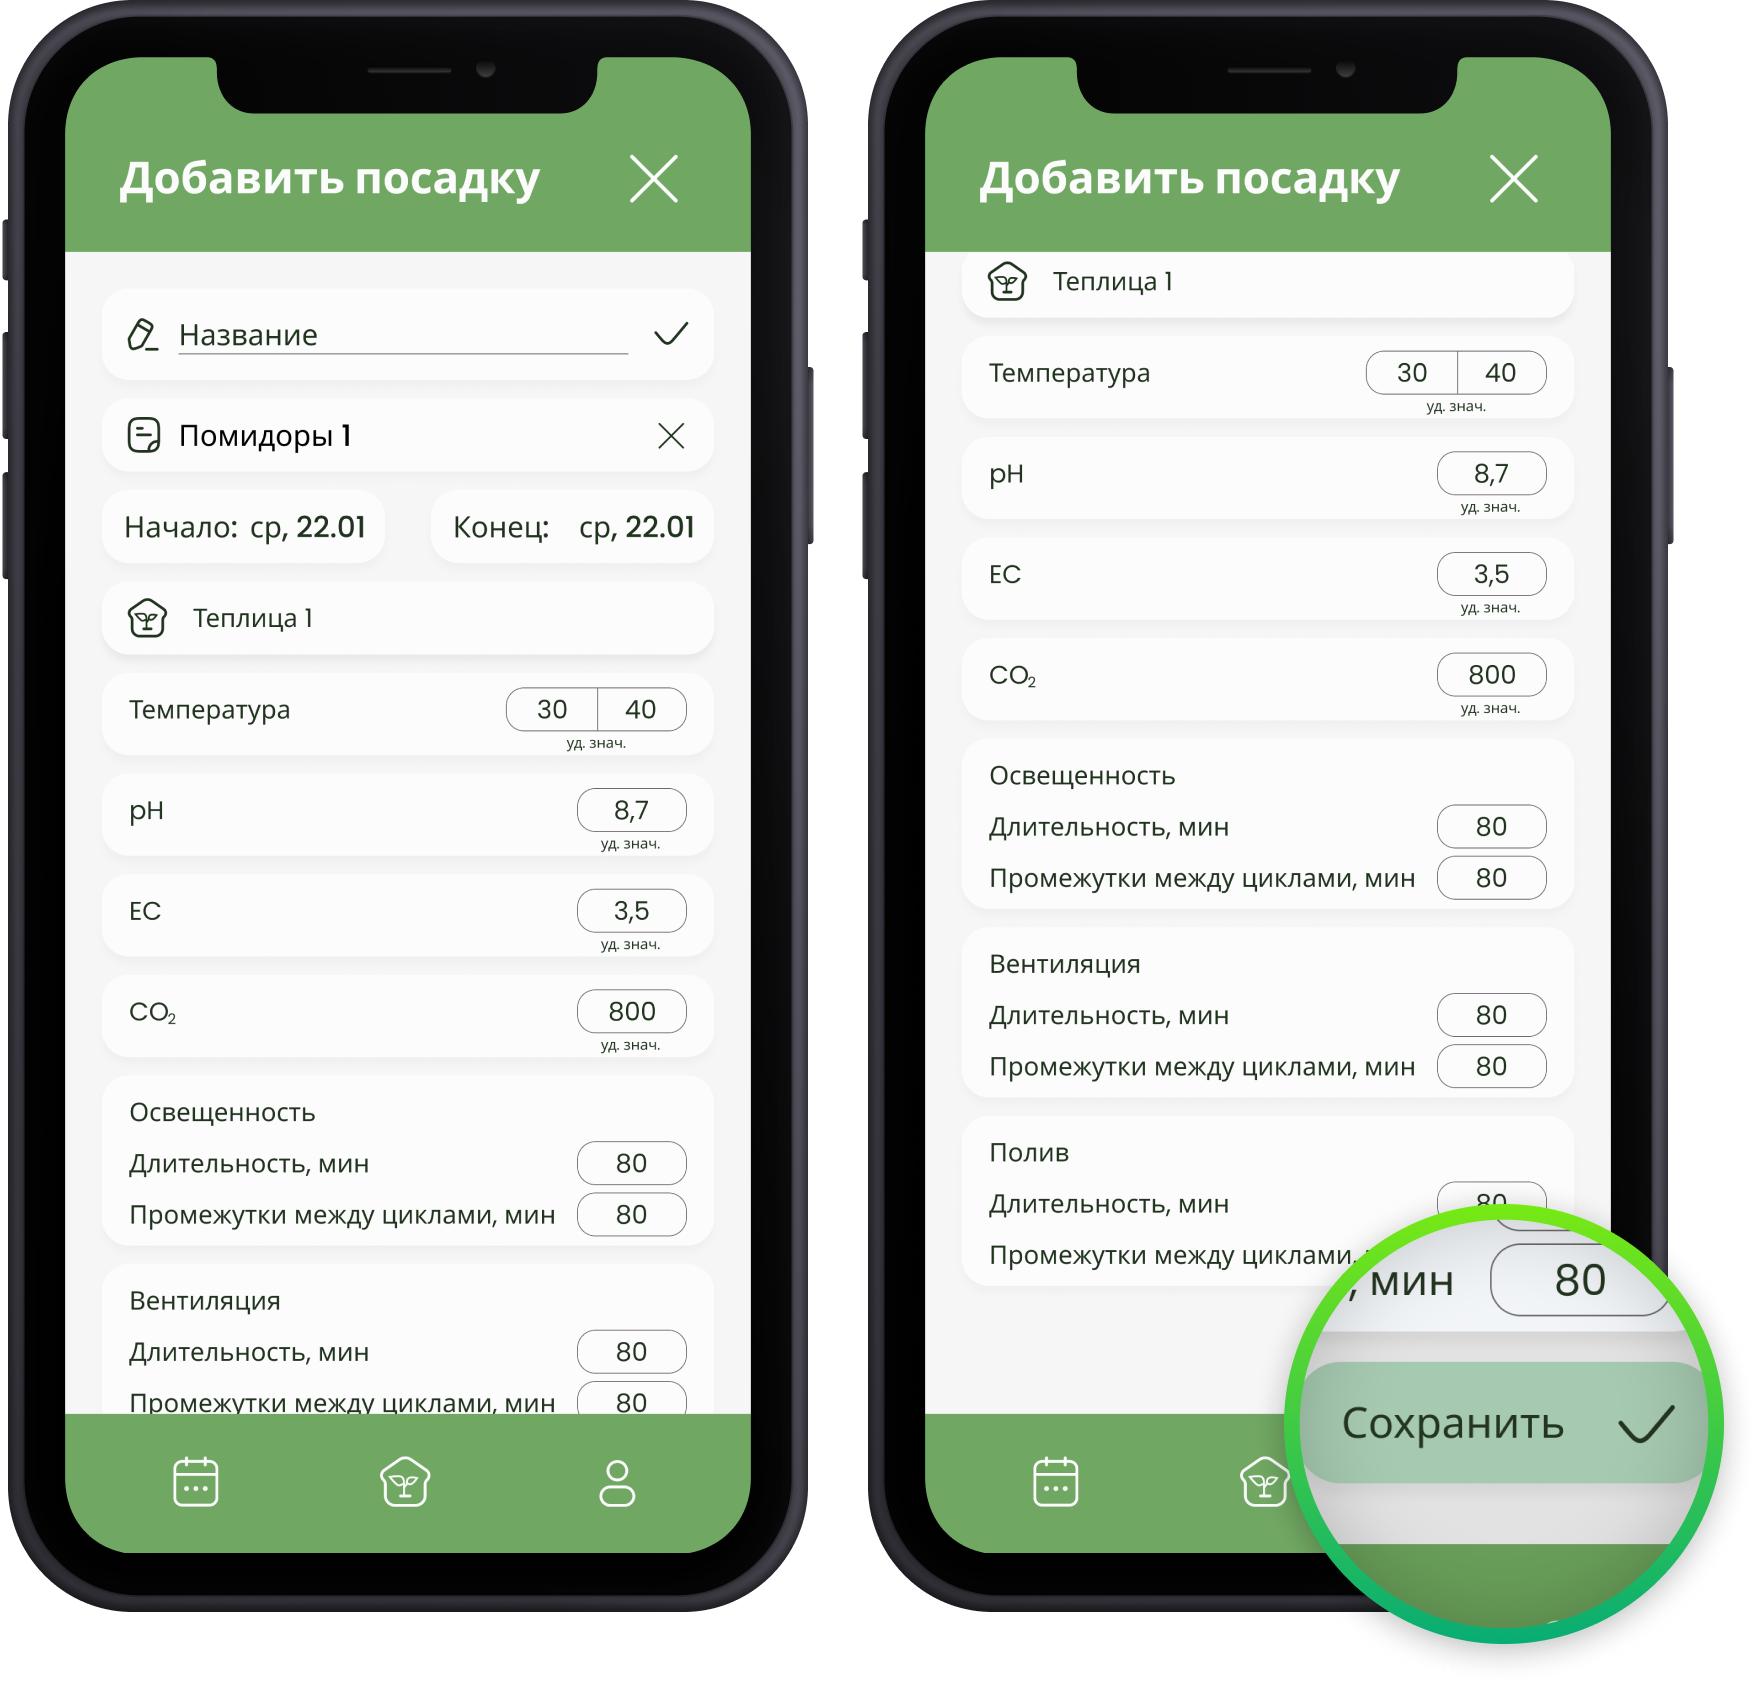 Добавить посадку
Название
Помидоры 1
Начало: ср, 22.01
Конец: ср, 22.01
Теплица 1
Температура 30 40
уд. знач.
pH 8,7
уд. знач.
EC 3,5
уд. знач.
CO₂ 800
уд. знач.
Освещенность
Длительность, мин 80
Промежутки между циклами, мин 80
Вентиляция
Длительность, мин 80
Промежутки между циклами, мин 80
Добавить посадку
Теплица 1
Температура 30 40
уд. знач.
pH 8,7
уд. знач.
EC 3,5
уд. знач.
CO₂ 800
уд. знач.
Освещенность
Длительность, мин 80
Промежутки между циклами, мин 80
Вентиляция
Длительность, мин 80
Промежутки между циклами, мин 80
Полив
Длительность, мин 80
Промежутки между циклами,
, мин 80
Сохранить